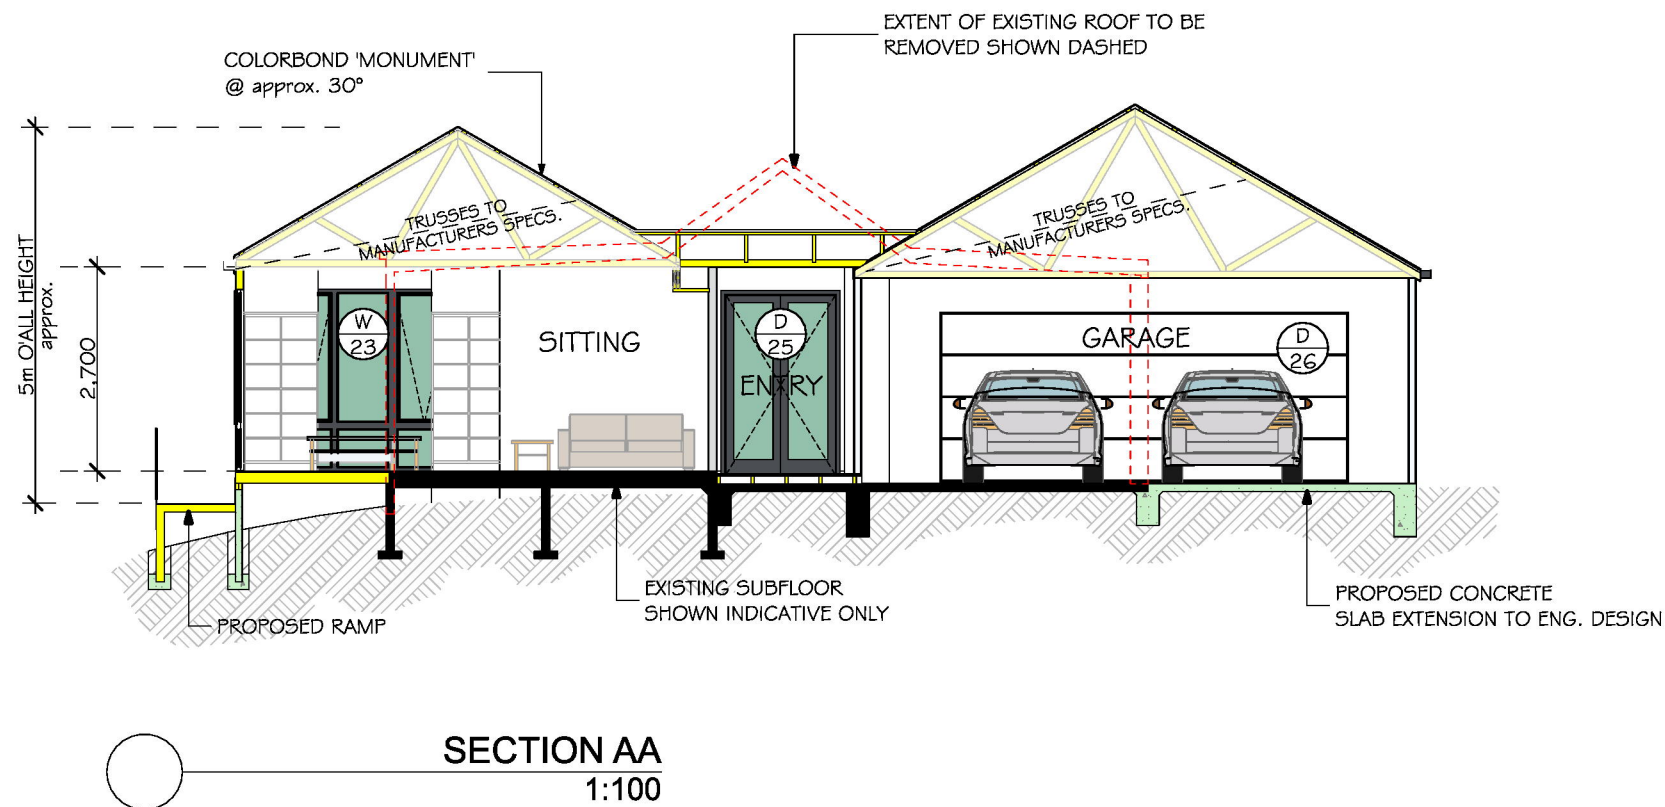 EXTENT OF EXISTING ROOF TO BE
REMOVED SHOWN DASHED
COLORBOND 'MONUMENT'
@ approx. 30°
TRUSSES TO
MANUFACTURERS SPECS.
TRUSSES TO
MANUFACTURERS SPECS.
5m O'ALL HEIGHT
approx.
2,700
W
23
SITTING
D
25
ENTRY
GARAGE
D
26
EXISTING SUBFLOOR
SHOWN INDICATIVE ONLY
PROPOSED RAMP
PROPOSED CONCRETE
SLAB EXTENSION TO ENG. DESIGN
SECTION AA
1:100